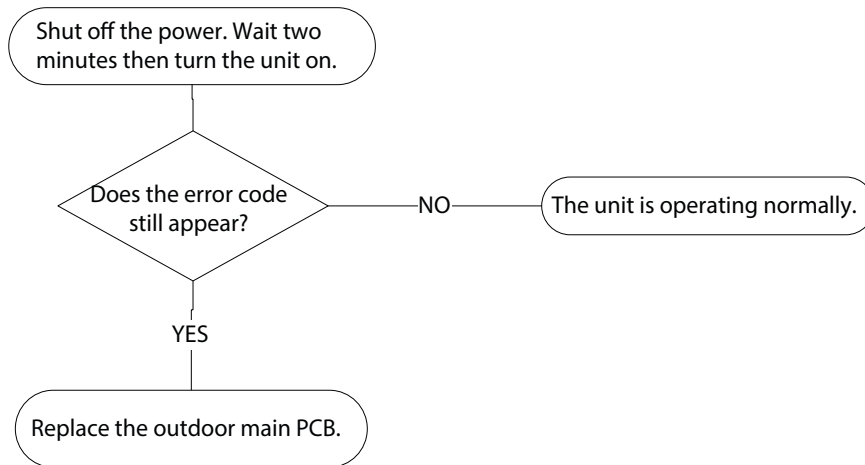 Shut off the power. Wait two
minutes then turn the unit on.
Does the error code
still appear?
NO
The unit is operating normally.
YES
Replace the outdoor main PCB.